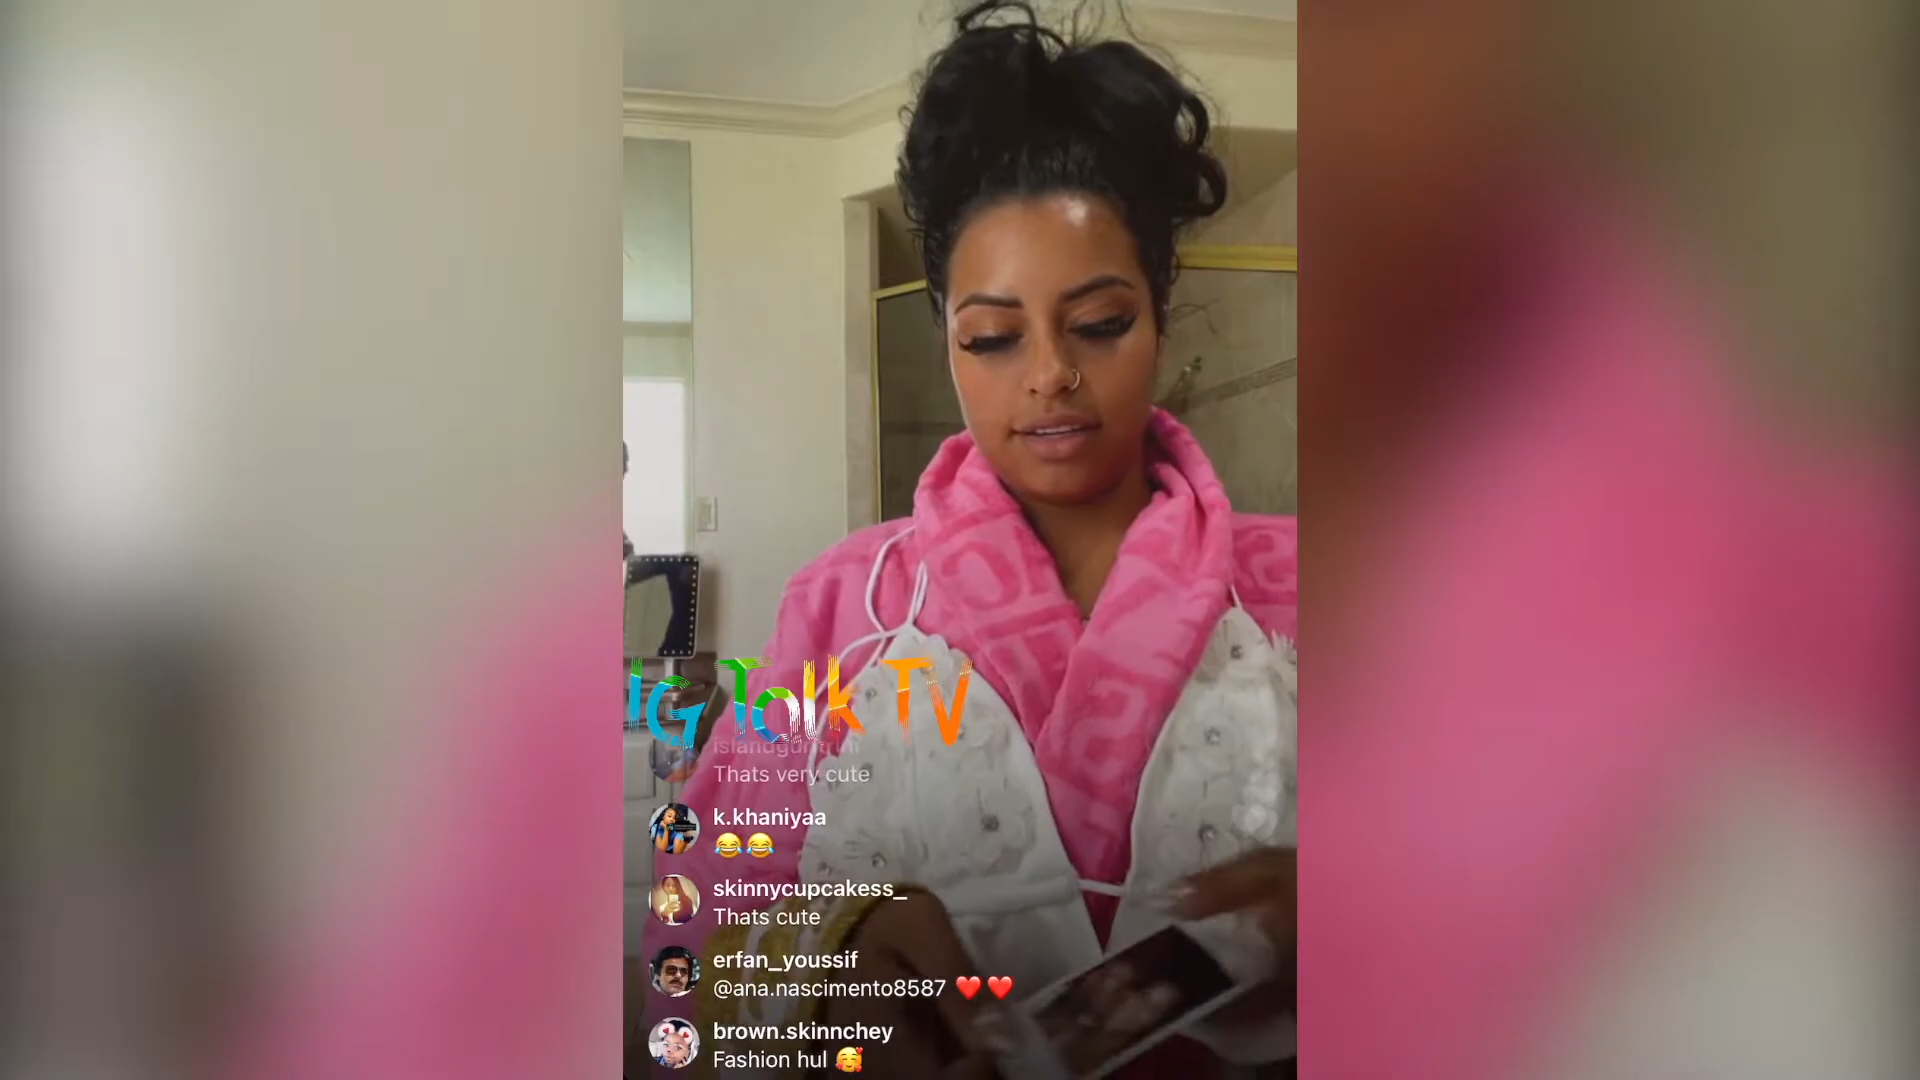 IG Talk TV
Thats very cute
k.khaniyaa
😂😂
skinnycupcakess_
Thats cute
erfan_youssif
@ana.nascimento8587 ❤️❤️
brown.skinnchey
Fashion hul 🥰